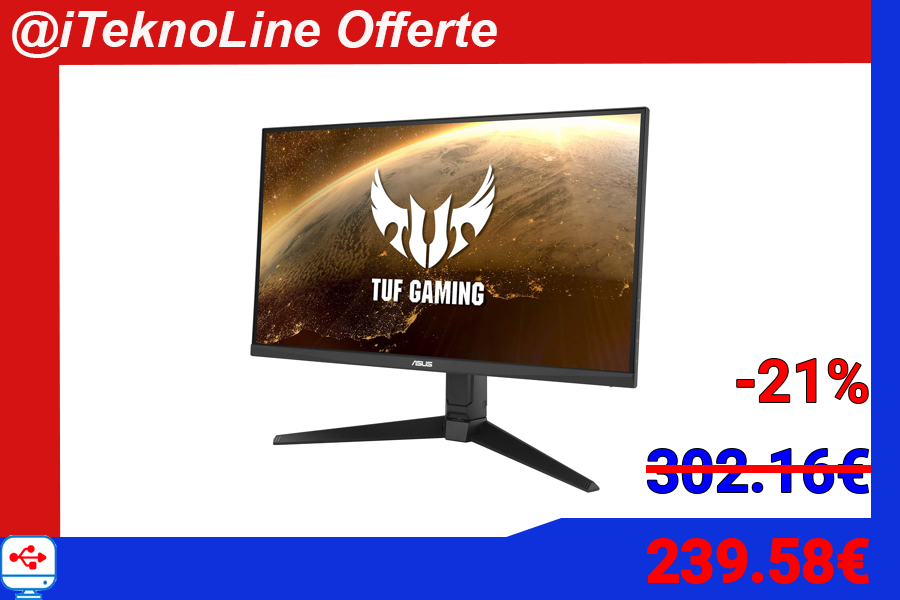 @iTeknoLine Offerte
TUF GAMING
ASUS
-21%
302.16€
239.58€